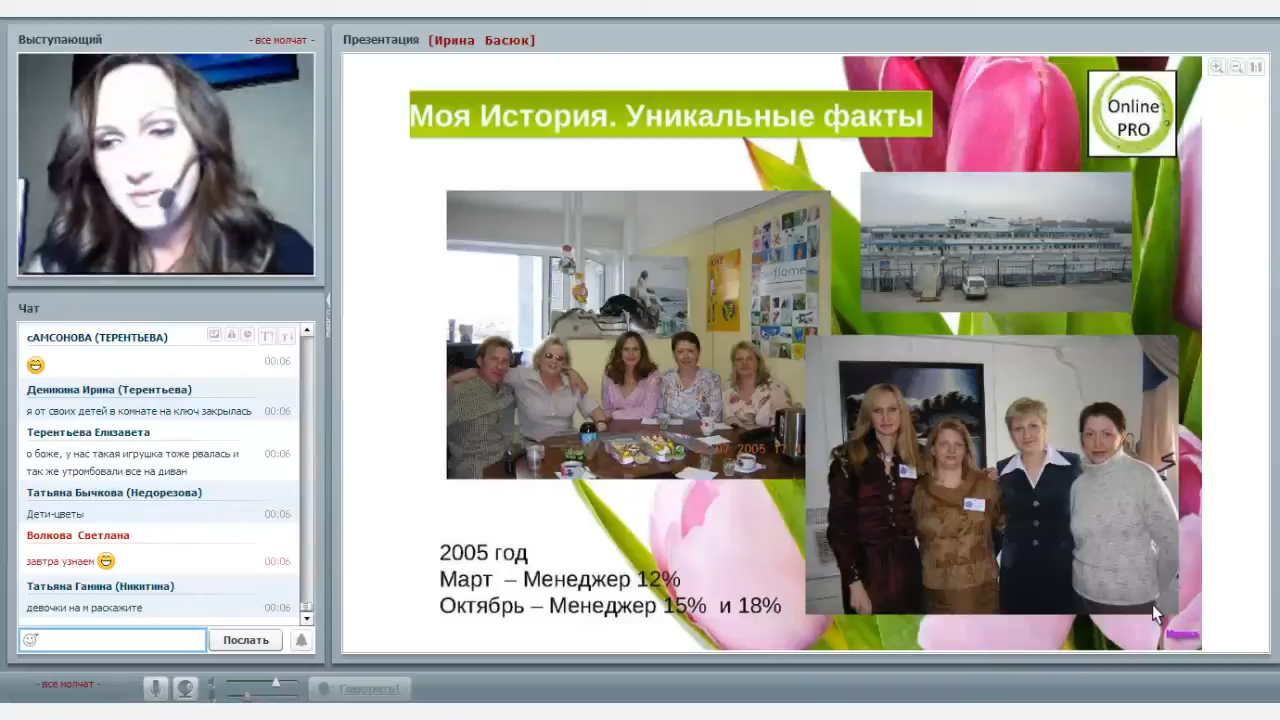 Выступающий
- все молчат -
Презентация [Ирина Басюк]
1:1
Моя История. Уникальные факты
Online
PRO
Чат
сАМСОНОВА (ТЕРЕНТЬЕВА)
00:06
Деникина Ирина (Терентьева)
я от своих детей в комнате на ключ закрылась 00:06
Терентьева Елизавета
о боже, у нас такая игрушка тоже рвалась и 00:06
так же утромбовали все на диван
Татьяна Бычкова (Недорезова)
Дети-цветы 00:06
Волкова Светлана
завтра узнаем 00:06
Татьяна Ганина (Никитина)
девочки на м раскажите 00:06
Послать
2005 год
Март – Менеджер 12%
Октябрь – Менеджер 15% и 18%
- все молчат -
Говорить!